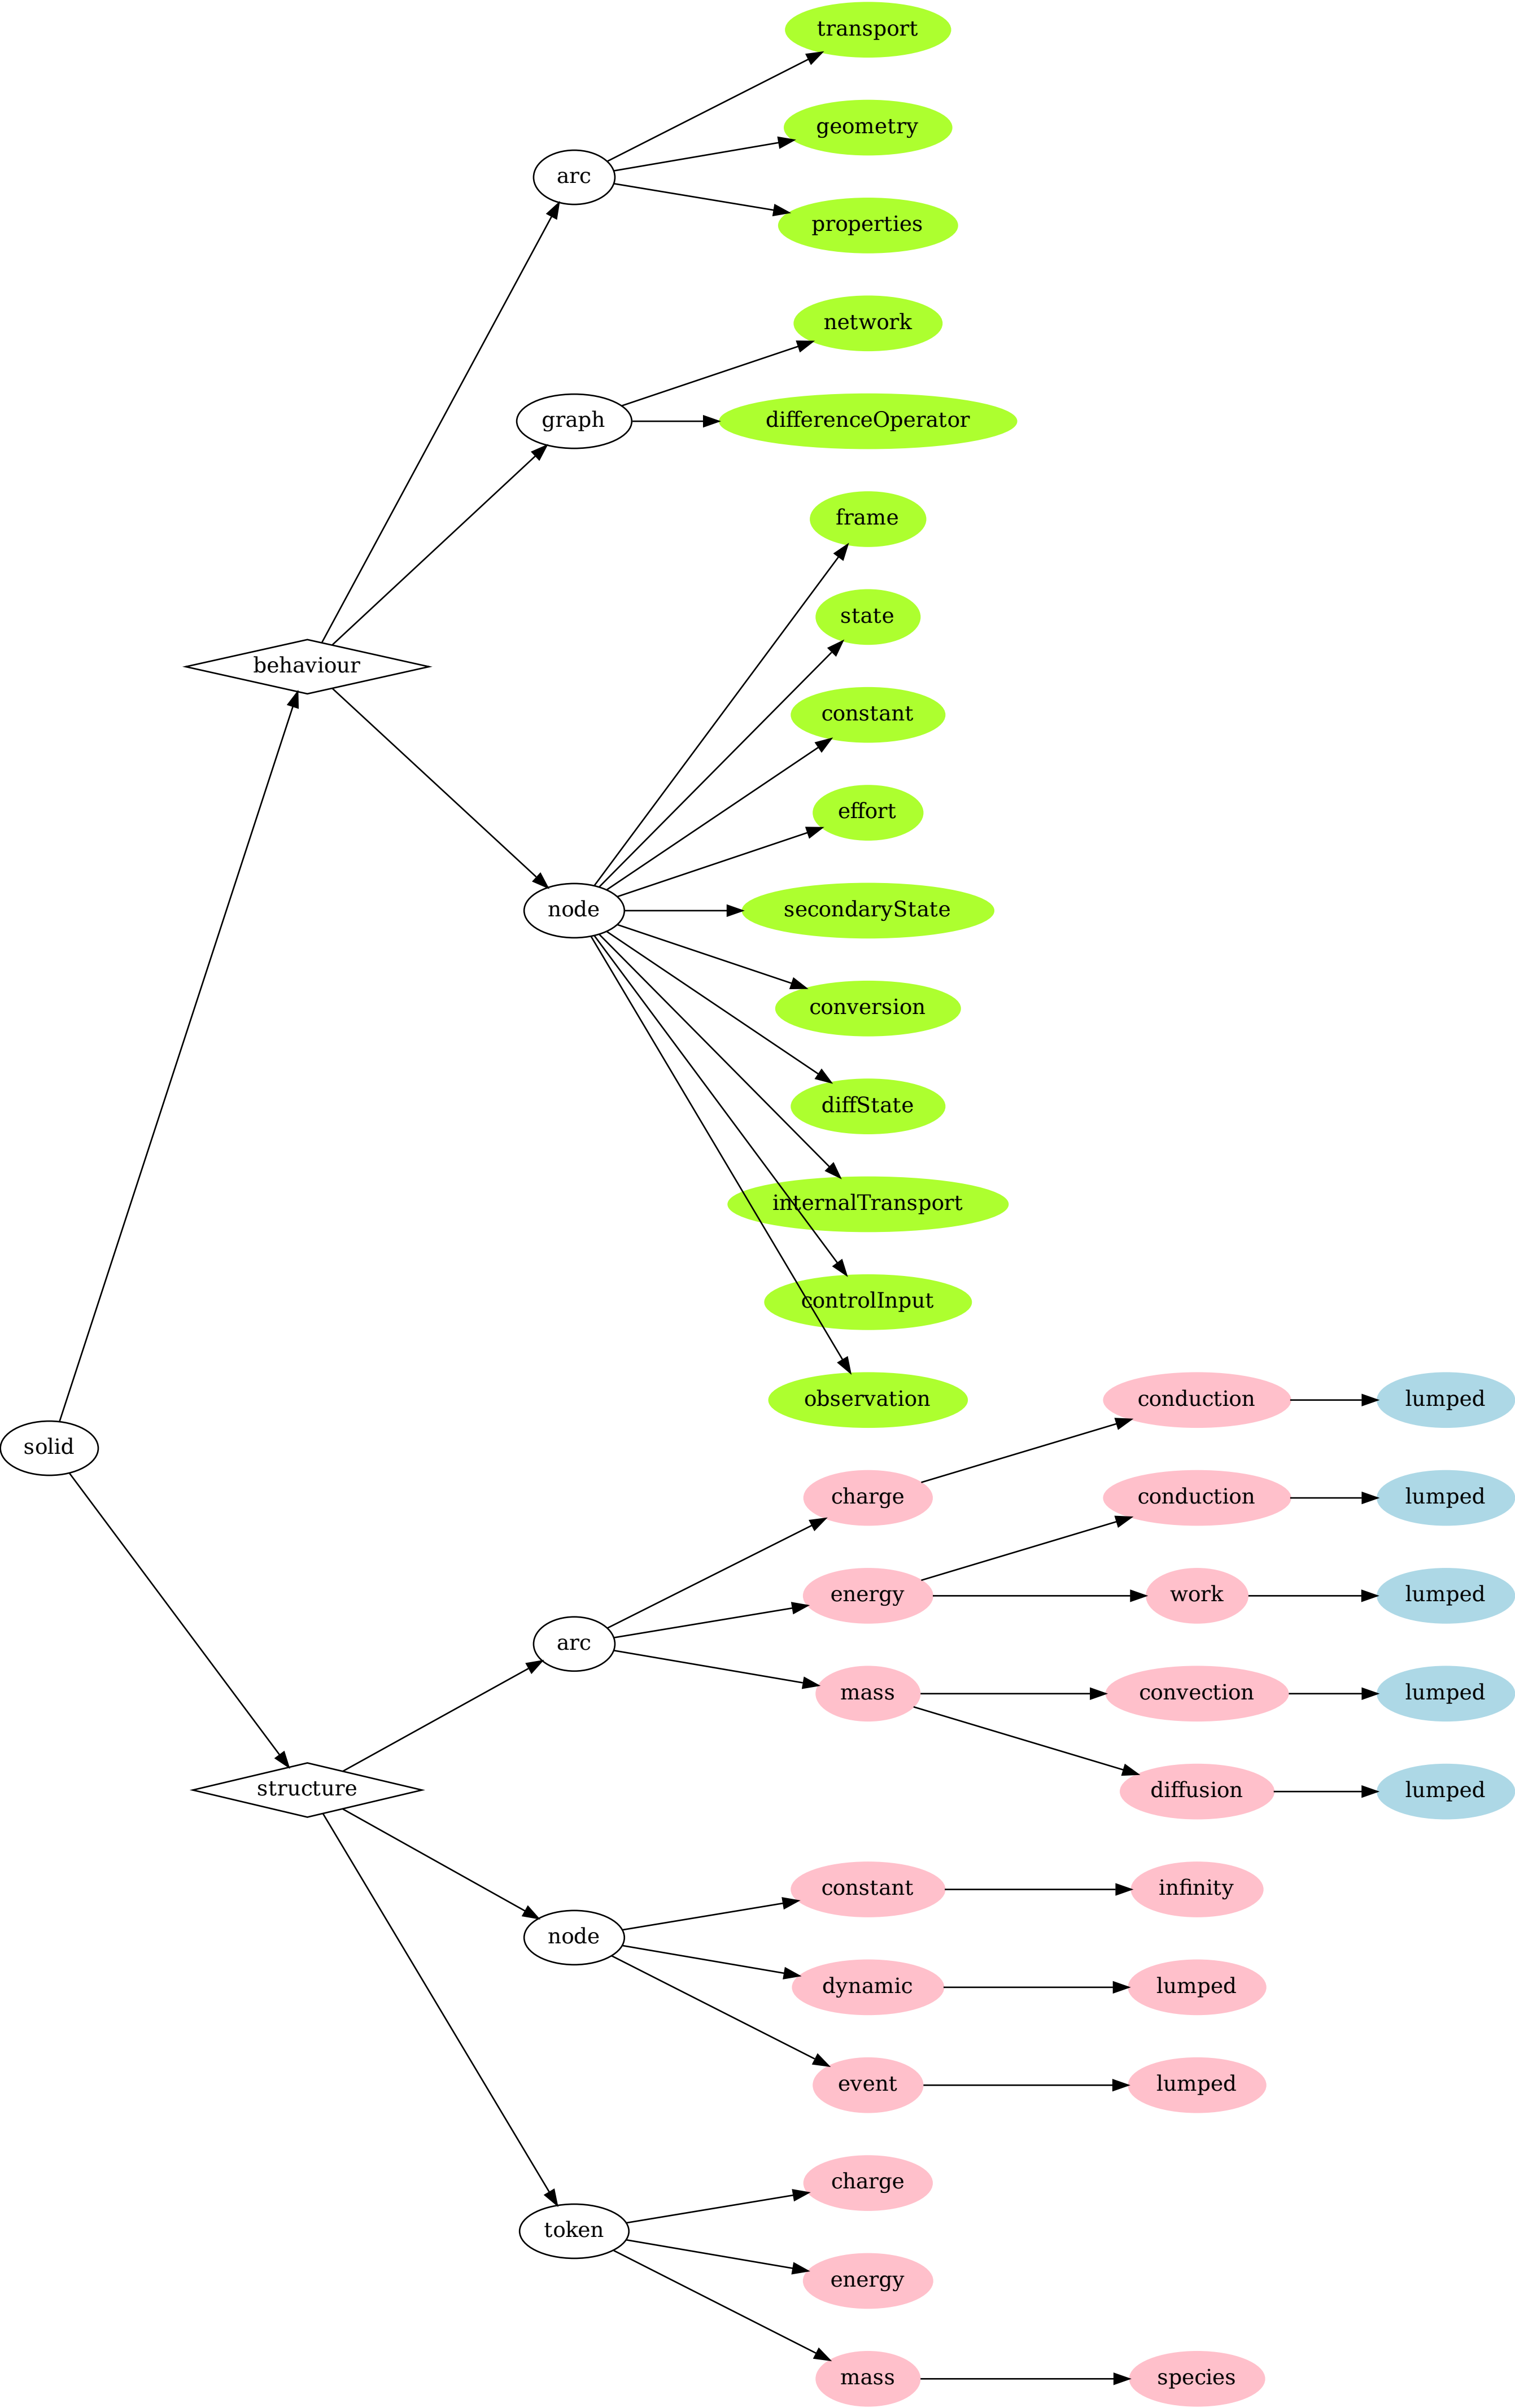 transport
geometry
arc
properties
network
graph
differenceOperator
frame
state
behaviour
constant
effort
node
secondaryState
conversion
diffState
internalTransport
controlInput
observation
conduction
lumped
solid
charge
conduction
lumped
energy
work
lumped
arc
mass
convection
lumped
structure
diffusion
lumped
constant
infinity
node
dynamic
lumped
event
lumped
charge
token
energy
mass
species